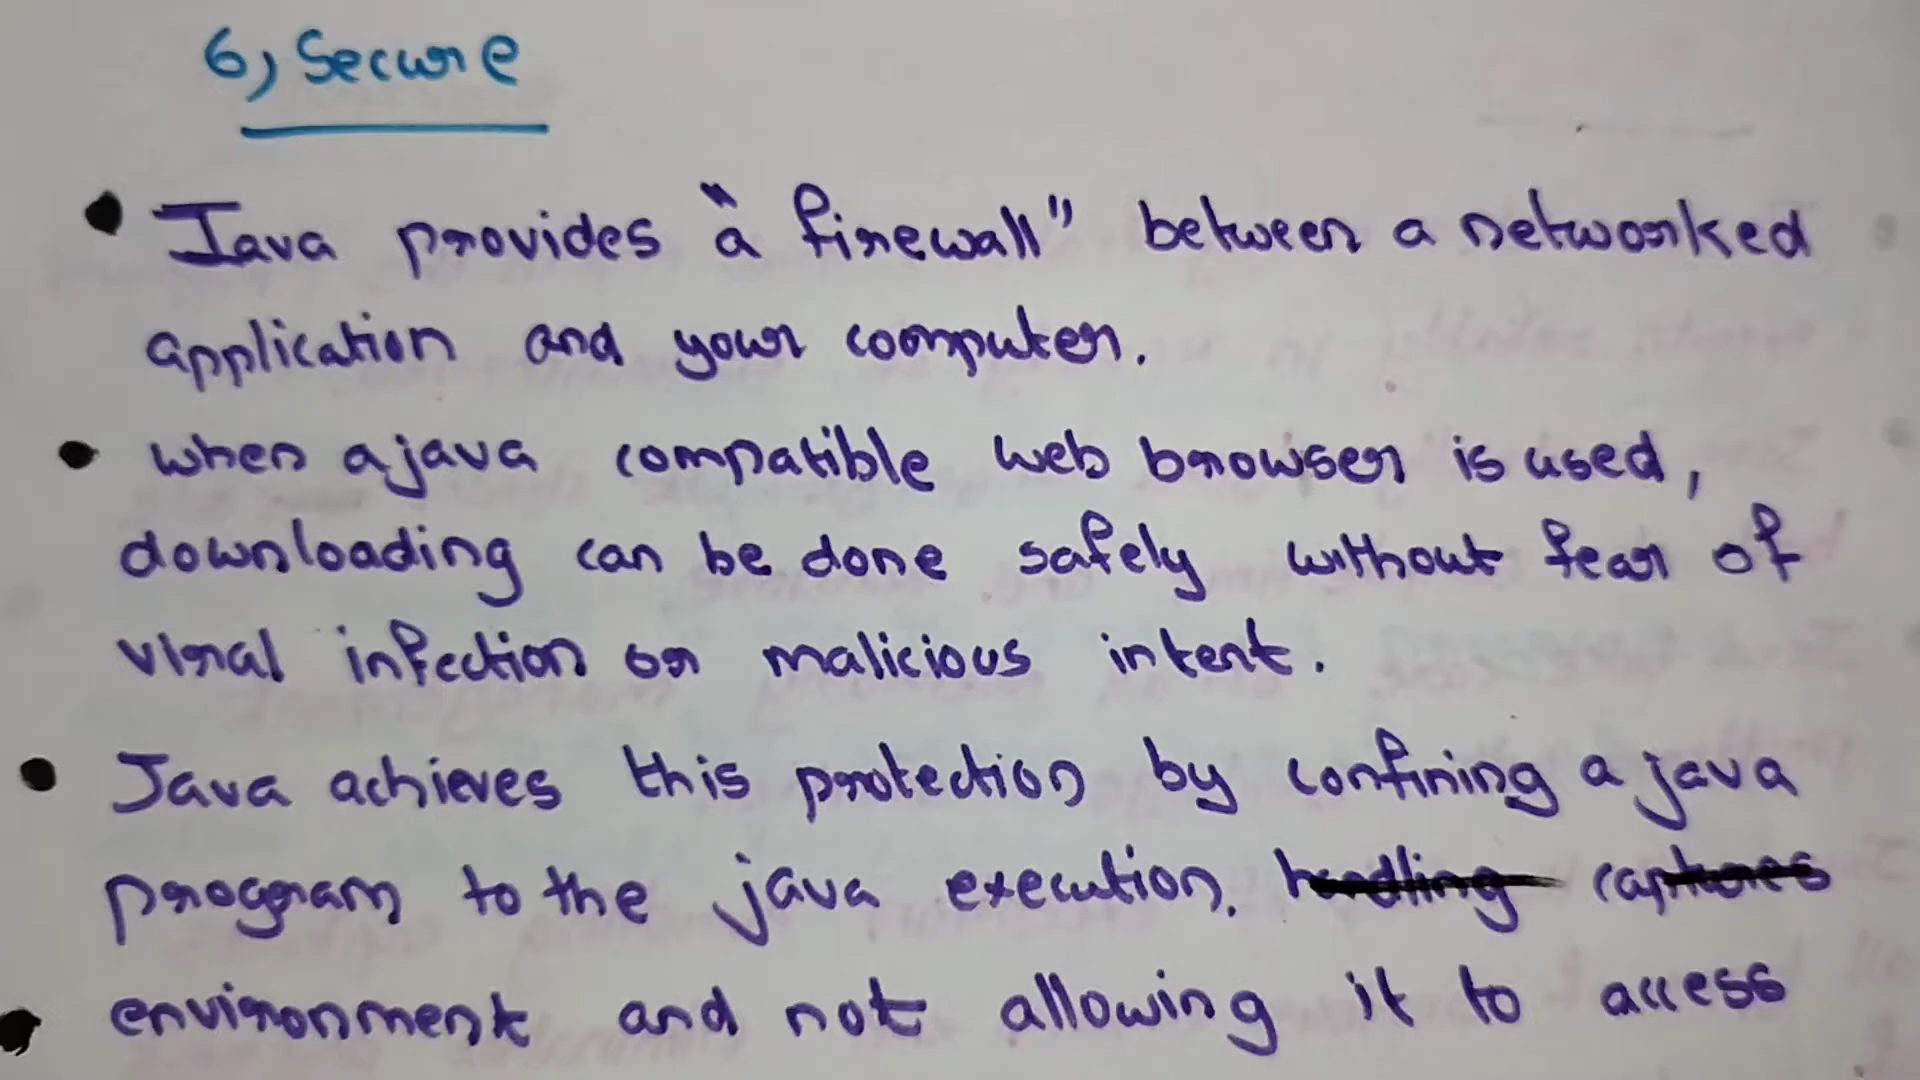 6, Secure
• Java provides "a firewall" between a networked
application and your computer.
• when a java compatible web browser is used,
downloading can be done safely without fear of
viral infection or malicious intent.
• Java achieves this protection by confining a java
program to the java execution. handling captures
• environment and not allowing it to access